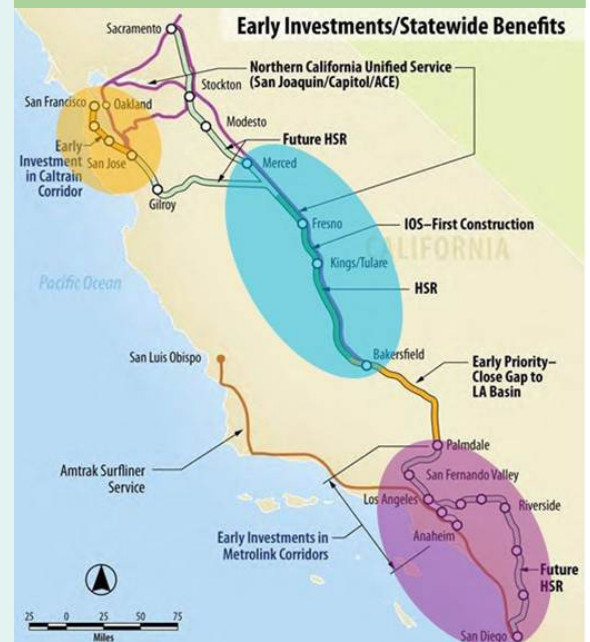 Early Investments/Statewide Benefits
Sacramento
Northern California Unified Service
(San Joaquin/Capitol/ACE)
Stockton
San Francisco
Oakland
Modesto
Future HSR
Early
Investment
in Caltrain
Corridor
San Jose
Merced
Gilroy
Fresno
IOS–First Construction
CALIFORNIA
Kings/Tulare
Pacific Ocean
HSR
San Luis Obispo
Bakersfield
Early Priority–
Close Gap to
LA Basin
Palmdale
Amtrak Surfliner
Service
San Fernando Valley
Los Angeles
Riverside
Early Investments in
Metrolink Corridors
Anaheim
Future
HSR
San Diego
25 0 25 50 75
Miles